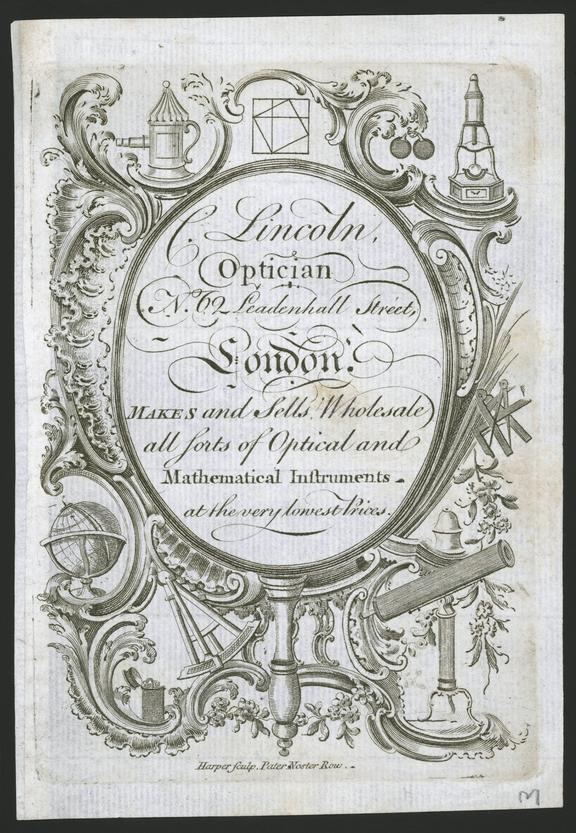 C. Lincoln,
Optician
N.º 62 Leadenhall Street,
London.
MAKES and Sells, Wholesale
all ſorts of Optical and
Mathematical Inſtruments
at the very lowest Prices.
Harper ſculp. Pater Noster Row.